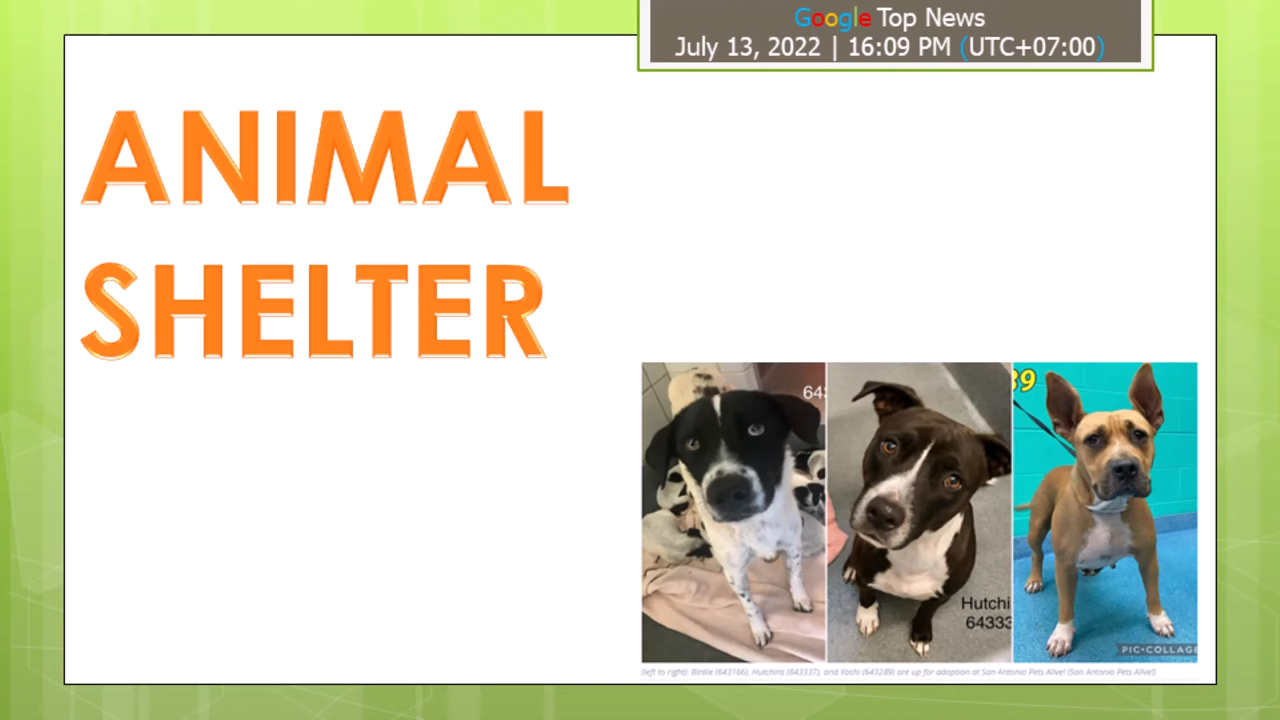 Google Top News
July 13, 2022 | 16:09 PM (UTC+07:00)
ANIMAL
SHELTER
643
Hutchi
64333
39
PIC•COLLAGE
(left to right): Birdie (643166), Hutchins (643337), and Yoshi (643289) are up for adoption at San Antonio Pets Alive! (San Antonio Pets Alive!)